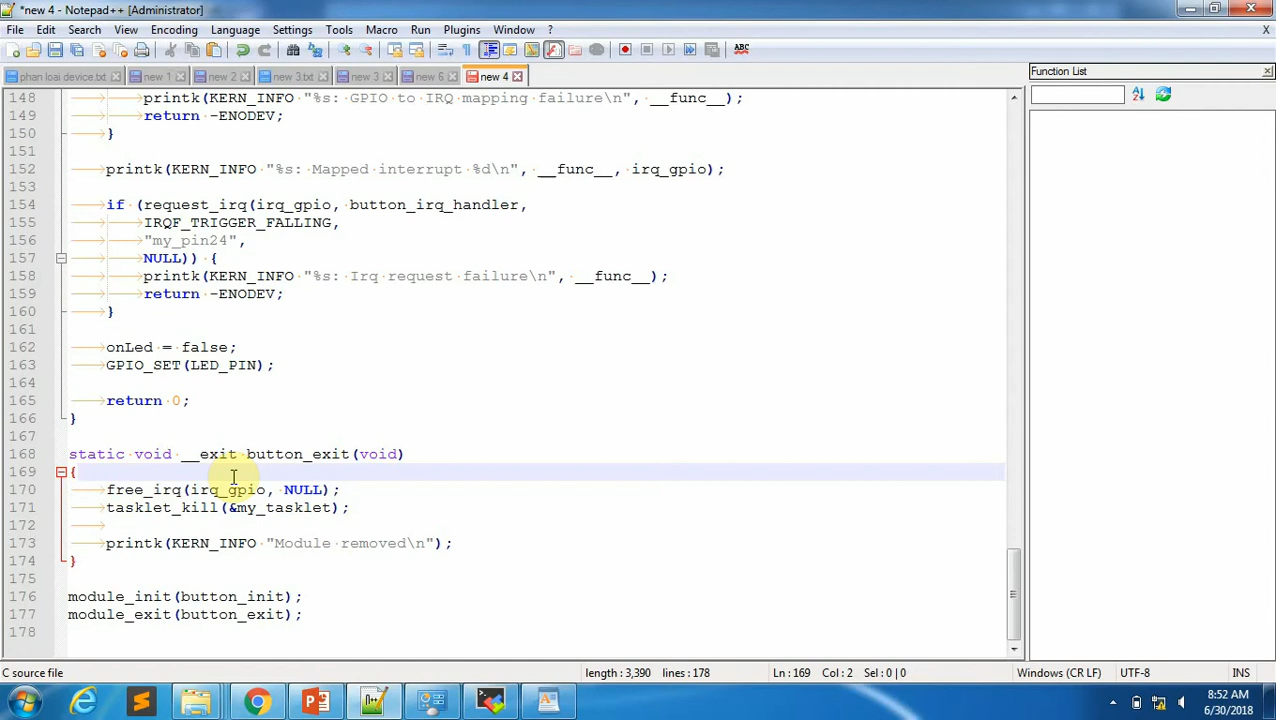 *new 4 - Notepad++ [Administrator]
File Edit Search View Encoding Language Settings Tools Macro Run Plugins Window ? X
ABC
phan loai device.txt new 1 new 2 new 3.txt new 3 new 6 new 4
Function List
148 printk(KERN_INFO "%s: GPIO to IRQ mapping failure\n", __func__);
149 return -ENODEV;
150 }
151
152 printk(KERN_INFO "%s: Mapped interrupt %d\n", __func__, irq_gpio);
153
154 if (request_irq(irq_gpio, button_irq_handler,
155 IRQF_TRIGGER_FALLING,
156 "my_pin24",
157 NULL)) {
158 printk(KERN_INFO "%s: Irq request failure\n", __func__);
159 return -ENODEV;
160 }
161
162 onLed = false;
163 GPIO_SET(LED_PIN);
164
165 return 0;
166 }
167
168 static void __exit button_exit(void)
169 {
170 free_irq(irq_gpio, NULL);
171 tasklet_kill(&my_tasklet);
172
173 printk(KERN_INFO "Module removed\n");
174 }
175
176 module_init(button_init);
177 module_exit(button_exit);
178
C source file length : 3,390 lines : 178 Ln : 169 Col : 2 Sel : 0 | 0 Windows (CR LF) UTF-8 INS
8:52 AM
6/30/2018